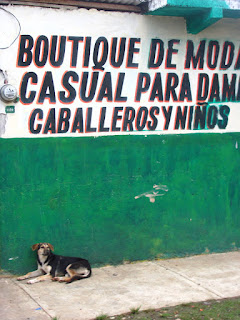 BOUTIQUE DE MODA
CASUAL PARA DAMA
CABALLEROS Y NIÑOS